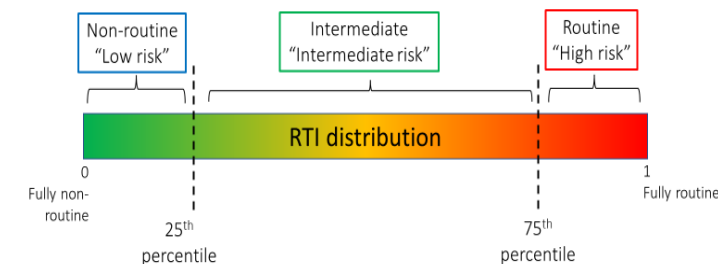 Non-routine
“Low risk”
Intermediate
“Intermediate risk”
Routine
“High risk”
RTI distribution
0
1
Fully non-
routine
Fully routine
25th
percentile
75th
percentile